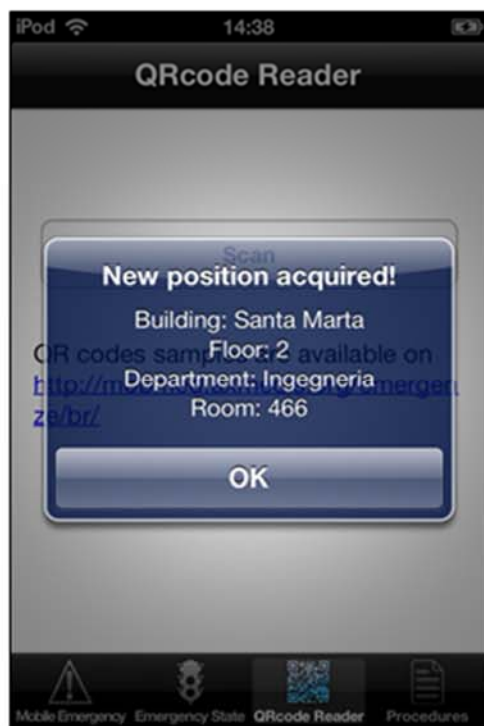 iPod 14:38
QRcode Reader
Scan
New position acquired!
Building: Santa Marta
Floor: 2
QR codes available on
Department: Ingegneria
Room: 466
ze/br/
OK
Mobile Emergency Emergency State QRcode Reader Procedures